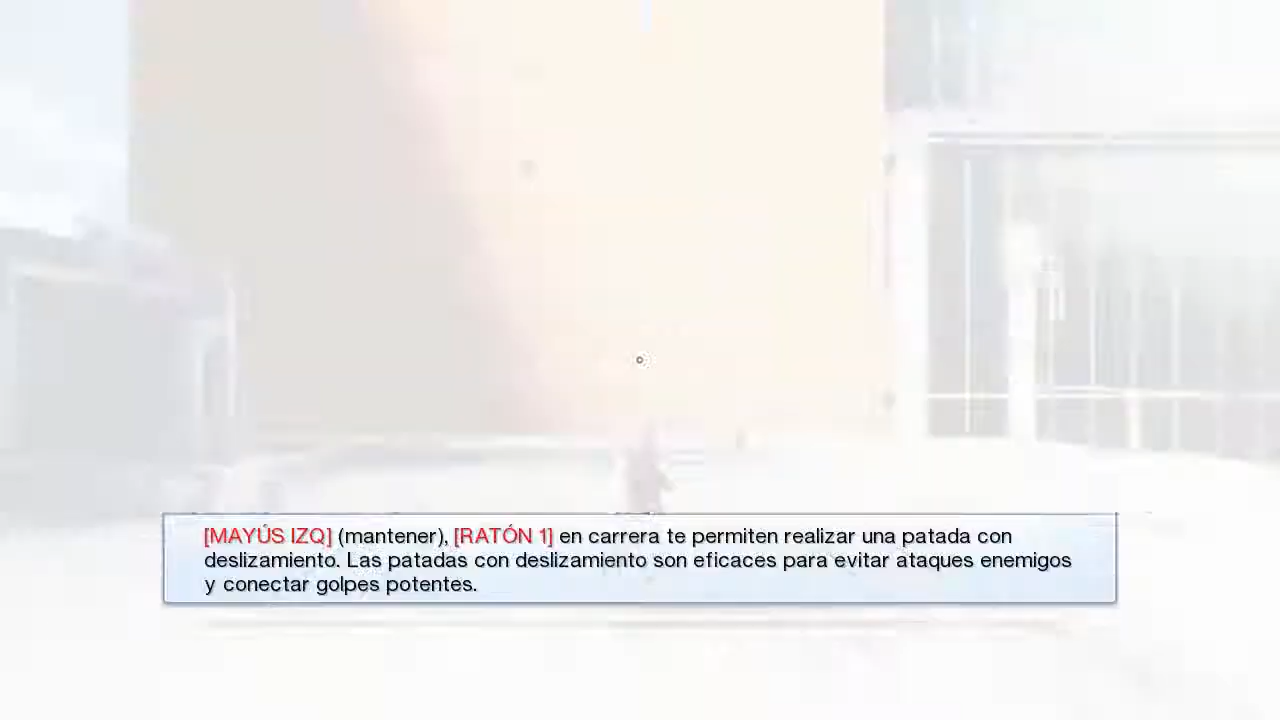 [MAYÚS IZQ] (mantener), [RATÓN 1] en carrera te permiten realizar una patada con
deslizamiento. Las patadas con deslizamiento son eficaces para evitar ataques enemigos
y conectar golpes potentes.